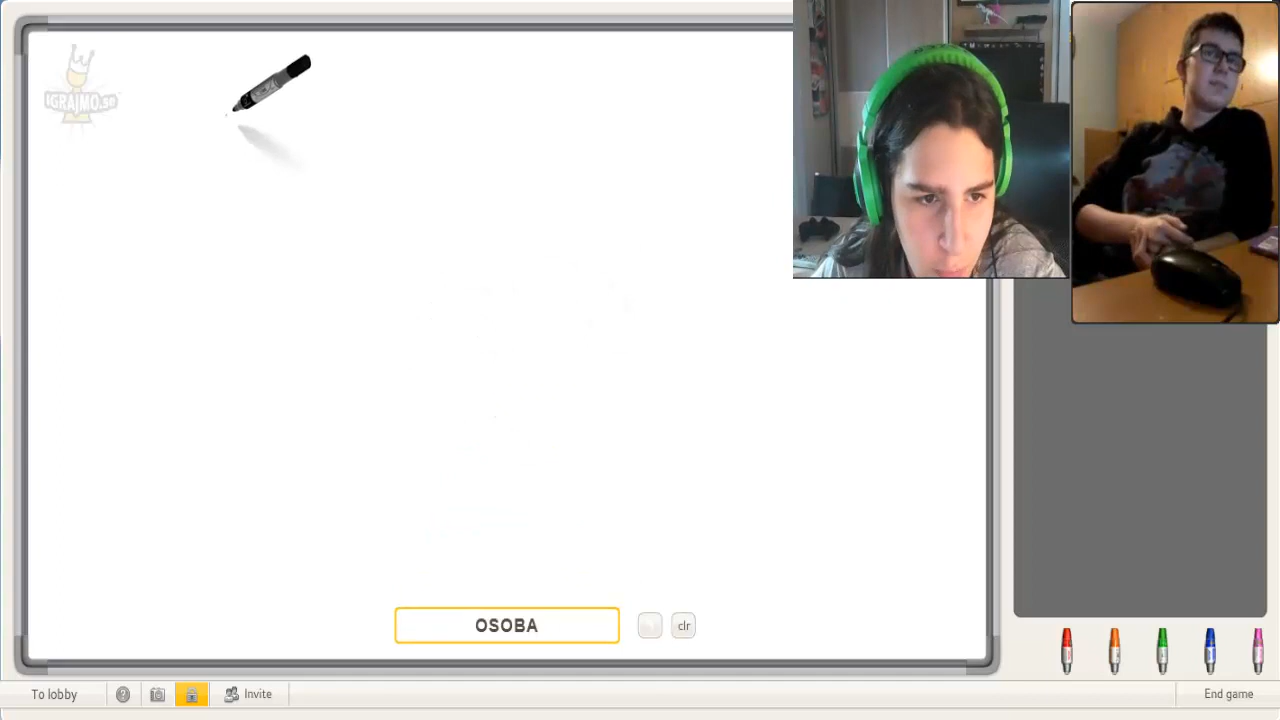 IGRAJMO.SE
OSOBA
clr
To lobby
?
Invite
End game